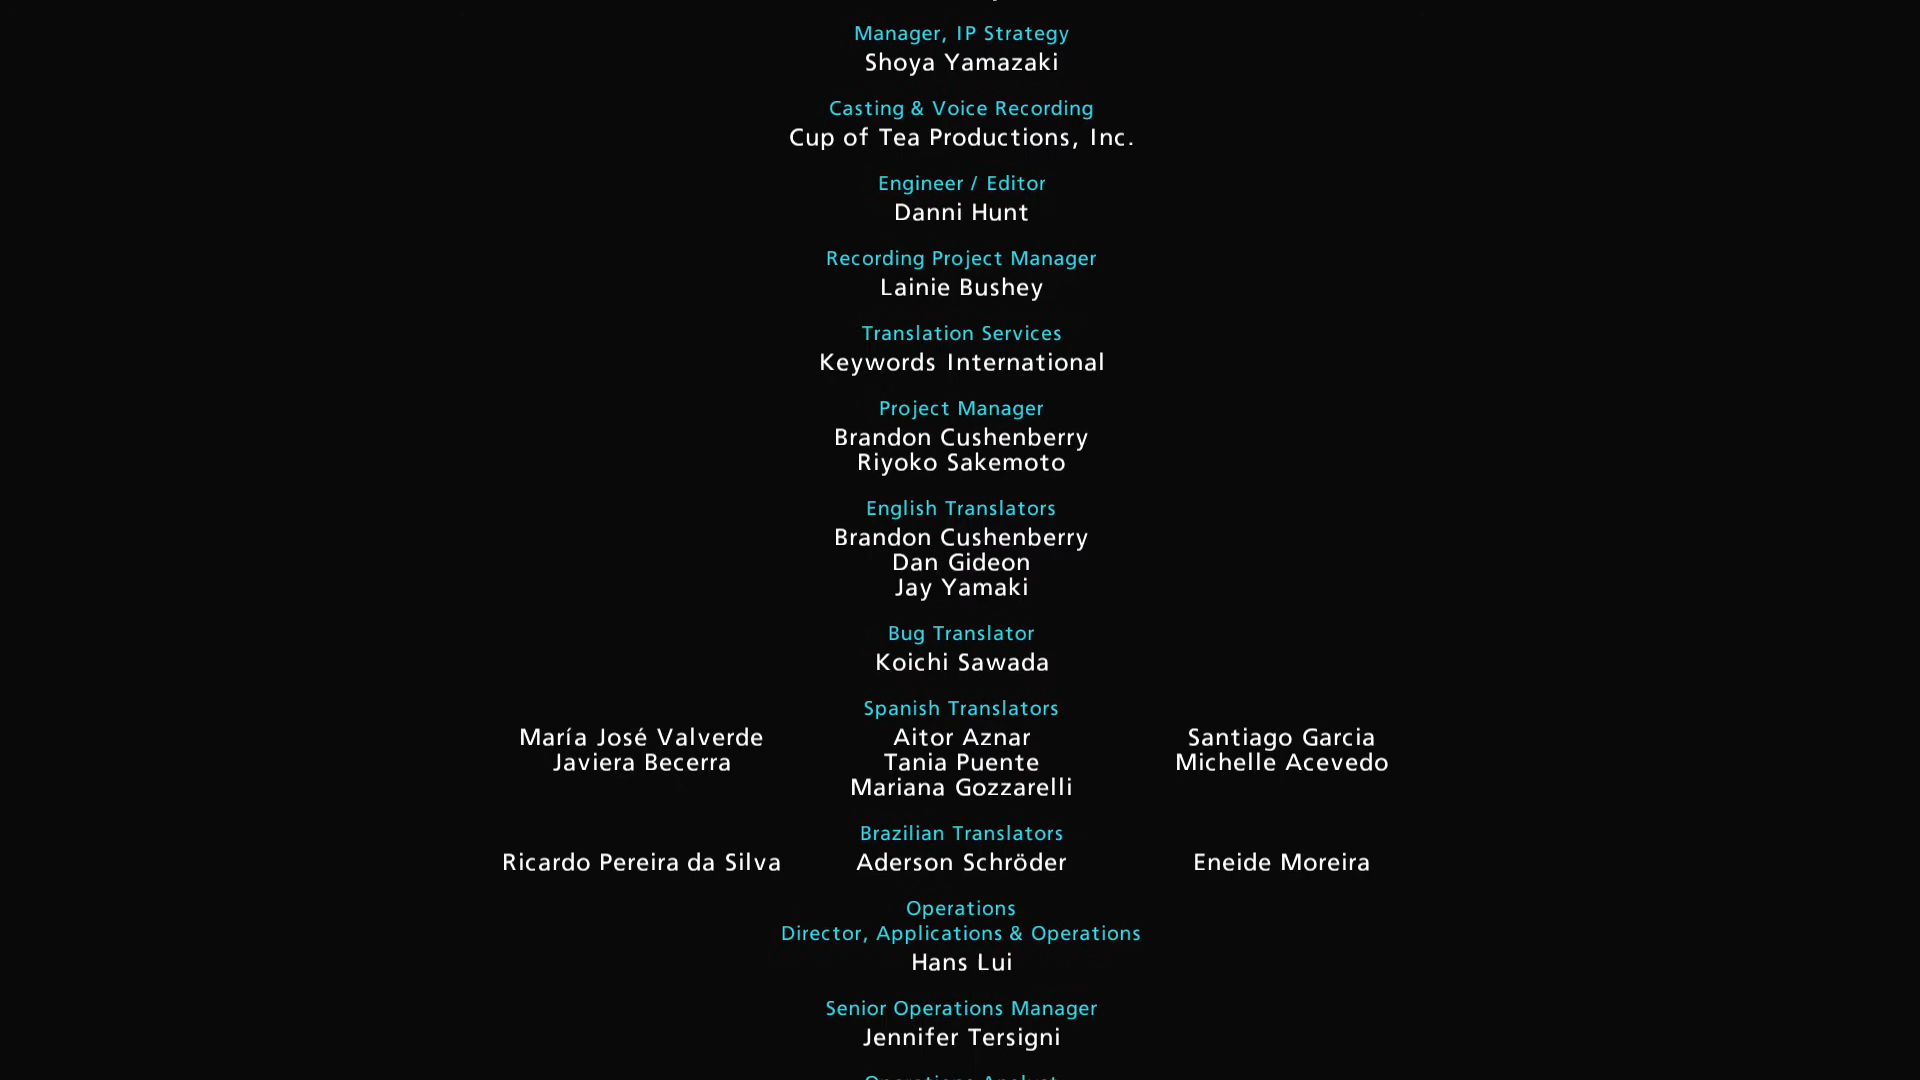 Manager, IP Strategy
Shoya Yamazaki
Casting & Voice Recording
Cup of Tea Productions, Inc.
Engineer / Editor
Danni Hunt
Recording Project Manager
Lainie Bushey
Translation Services
Keywords International
Project Manager
Brandon Cushenberry
Riyoko Sakemoto
English Translators
Brandon Cushenberry
Dan Gideon
Jay Yamaki
Bug Translator
Koichi Sawada
Spanish Translators
María José Valverde Aitor Aznar Santiago Garcia
Javiera Becerra Tania Puente Michelle Acevedo
Mariana Gozzarelli
Brazilian Translators
Ricardo Pereira da Silva Aderson Schröder Eneide Moreira
Operations
Director, Applications & Operations
Hans Lui
Senior Operations Manager
Jennifer Tersigni